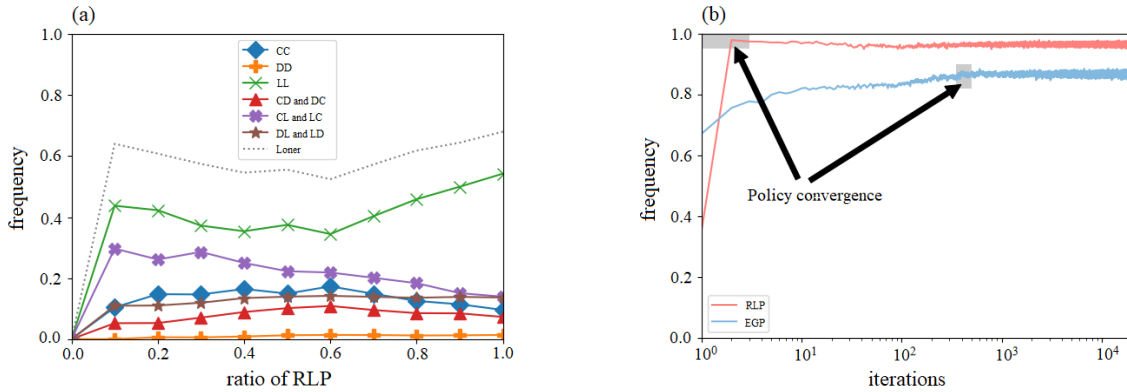 (a)
1.0
0.8
0.6
0.4
0.2
0.0
frequency
CC
DD
LL
CD and DC
CL and LC
DL and LD
Loner
0.0 0.2 0.4 0.6 0.8 1.0
ratio of RLP
(b)
1.0
0.8
0.6
0.4
0.2
0.0
frequency
Policy convergence
RLP
EGP
10⁰ 10¹ 10² 10³ 10⁴
iterations